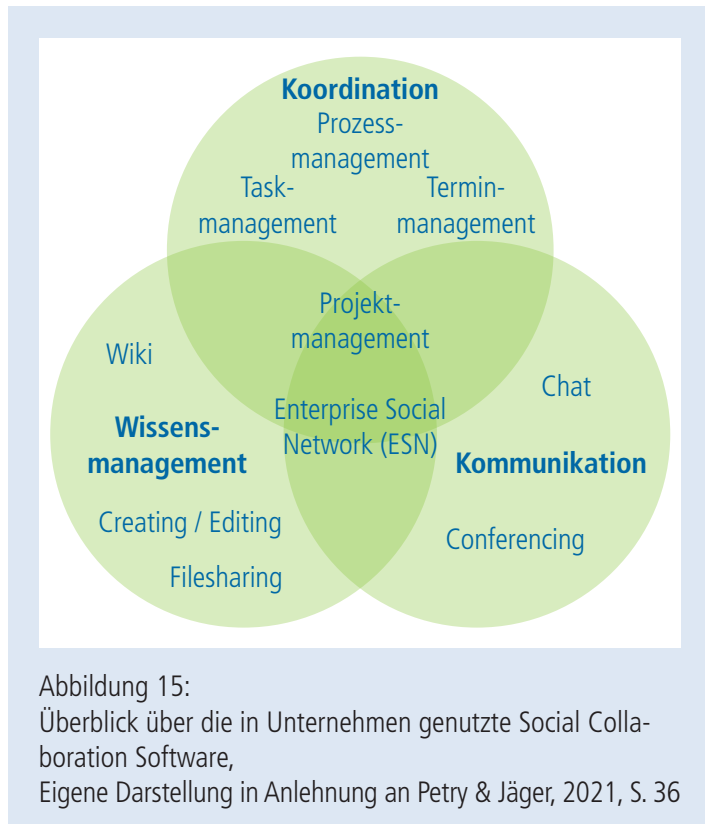 Koordination
Prozess-
management
Task-
management
Termin-
management
Projekt-
management
Wiki
Chat
Enterprise Social
Network (ESN)
Wissens-
management
Kommunikation
Creating / Editing
Conferencing
Filesharing
Abbildung 15:
Überblick über die in Unternehmen genutzte Social Colla-
boration Software,
Eigene Darstellung in Anlehnung an Petry & Jäger, 2021, S. 36